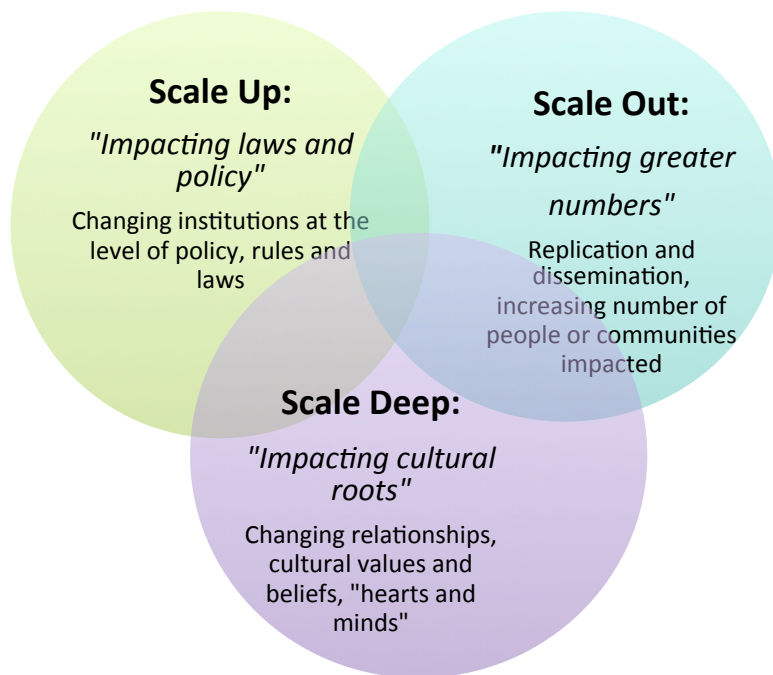 Scale Up:
"Impacting laws and
policy"
Changing institutions at the
level of policy, rules and
laws
Scale Out:
"Impacting greater
numbers"
Replication and
dissemination,
increasing number of
people or communities
impacted
Scale Deep:
"Impacting cultural
roots"
Changing relationships,
cultural values and
beliefs, "hearts and
minds"